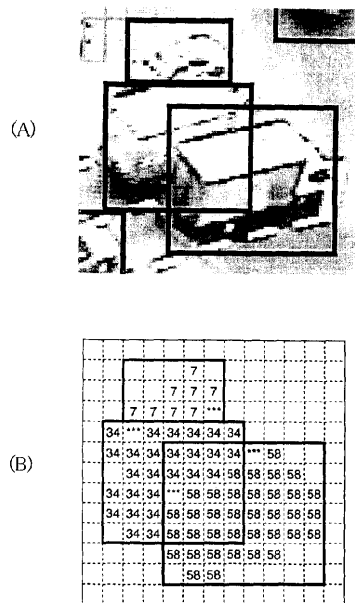 (A)
7
7 7 7
7 7 7 7 ***
34 *** 34 34 34 34 34
34 34 34 34 34 34 34 *** 58
(B)
34 34 34 34 34 58 58 58 58
34 34 34 *** 58 58 58 58 58 58 58
34 34 34 58 58 58 58 58 58 58 58
34 34 58 58 58 58 58 58 58 58
58 58 58 58 58 58
58 58